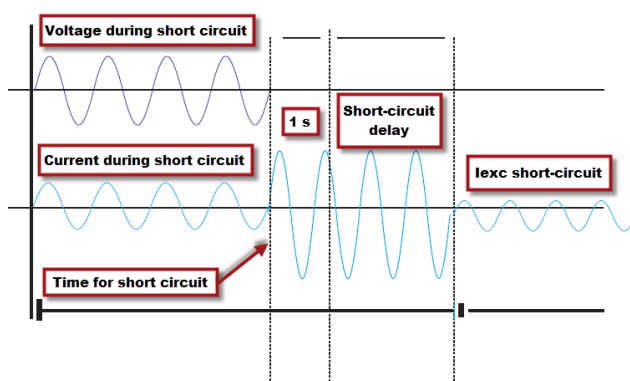 Voltage during short circuit
1 s
Short-circuit
delay
Current during short circuit
Iexc short-circuit
Time for short circuit